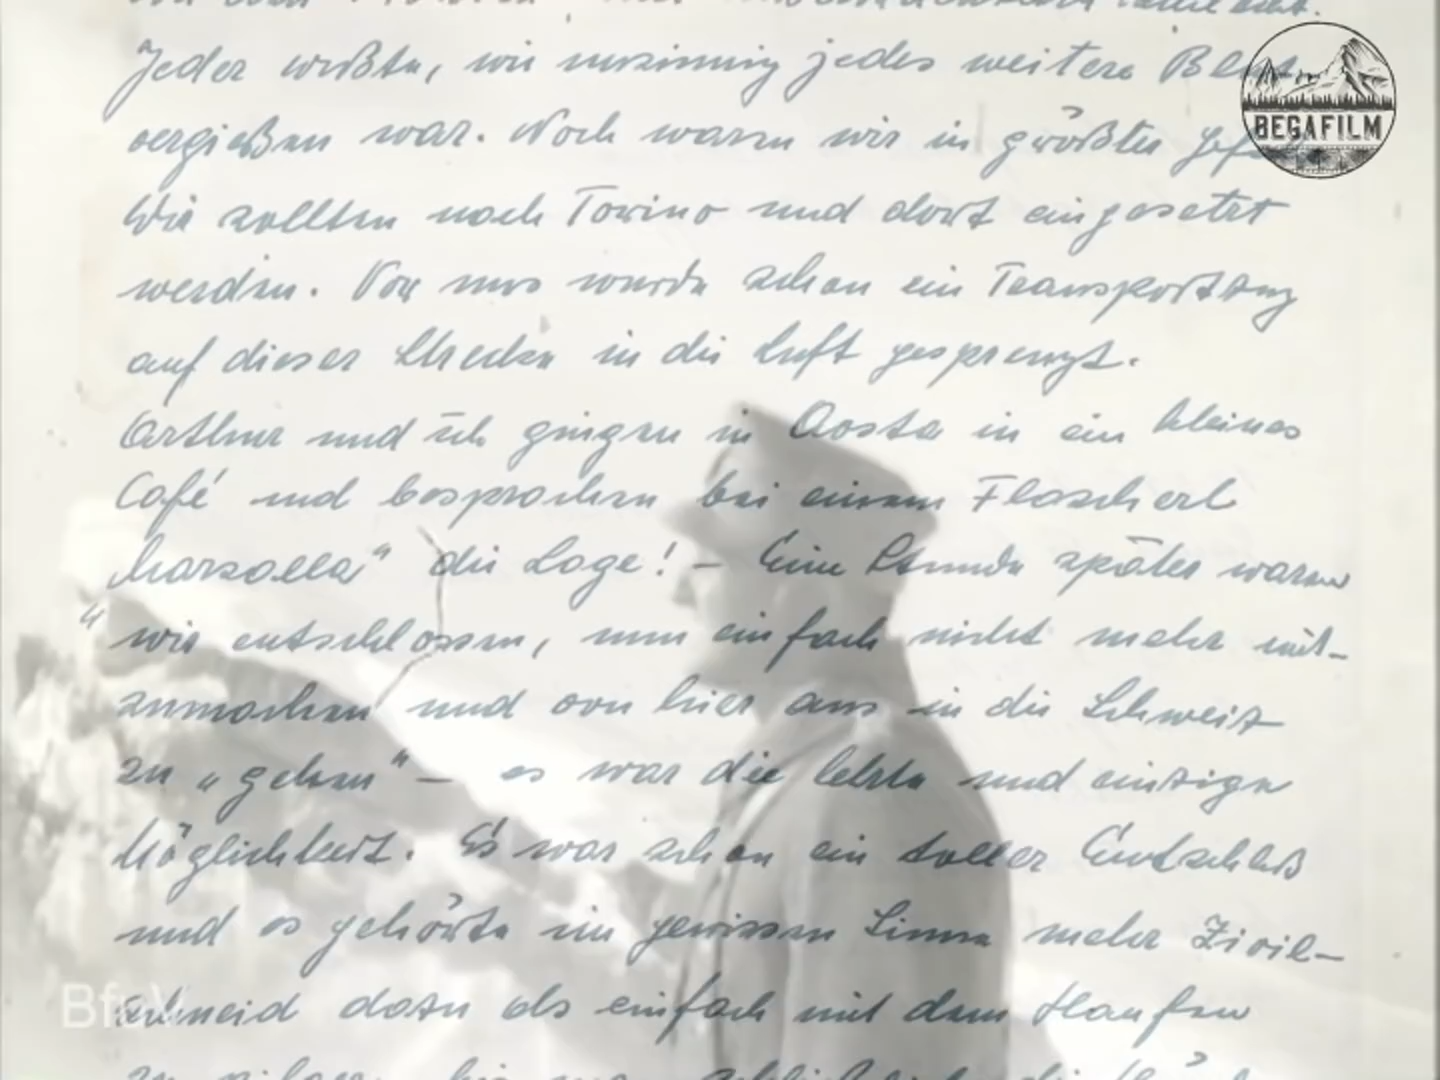 Jeder wußte, wie unsinnig jedes weitere Blut
vergießen war. Noch waren wir in größter
Wir sollten nach Torino und dort eingesetzt
werden. Vor uns wurde schon ein Transportzug
auf dieser Strecke in die Luft gesprengt.
Arthur und ich gingen in Aosta in ein kleines
Café und besprachen bei einem Flascherl
„Marsalla“ die Lage! – Eine Stunde später waren
wir entschlossen, nun einfach nicht mehr mit-
zumachen und von hier aus in die Schweiz
zu „gehen“ – es war die letzte und einzige
Möglichkeit. Es war schon ein toller Entschluß
und es gehörte im gewissen Sinne mehr Zivil-
schneid dazu als einfach mit dem Haufen
BEGAFILM